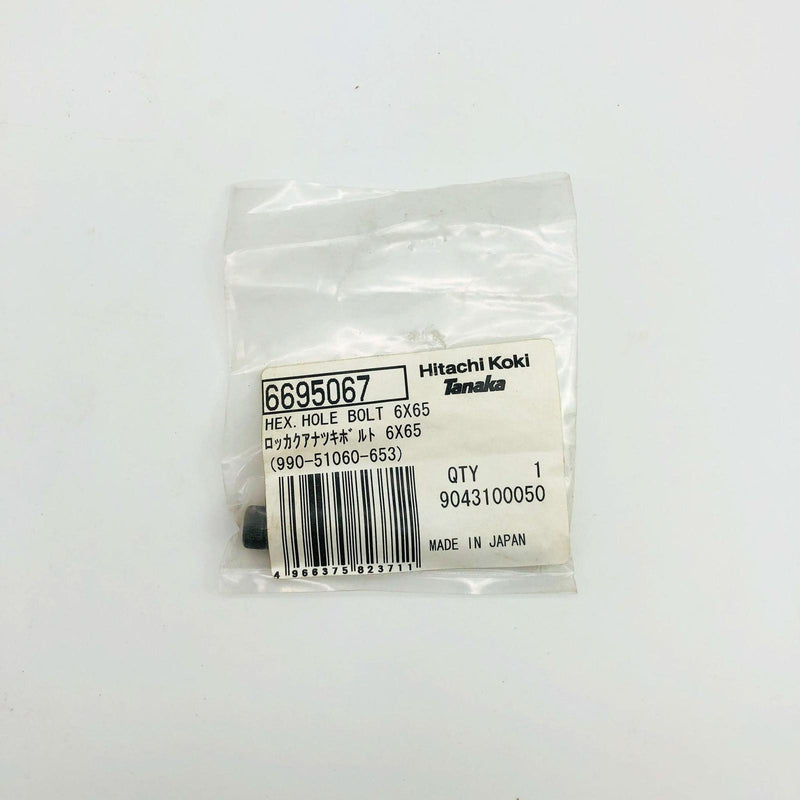 6695067
Hitachi Koki
Tanaka
HEX. HOLE BOLT 6X65
ロッカクアナツキボルト 6X65
(990-51060-653)
QTY 1
9043100050
MADE IN JAPAN
4 966375 823711